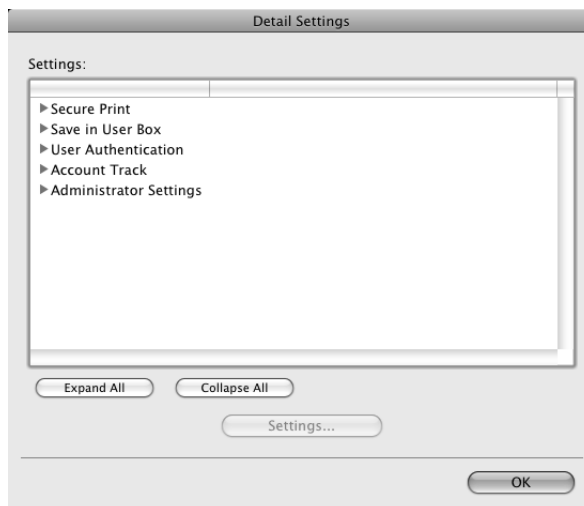 Detail Settings
Settings:
Secure Print
Save in User Box
User Authentication
Account Track
Administrator Settings
Expand All Collapse All
Settings...
OK